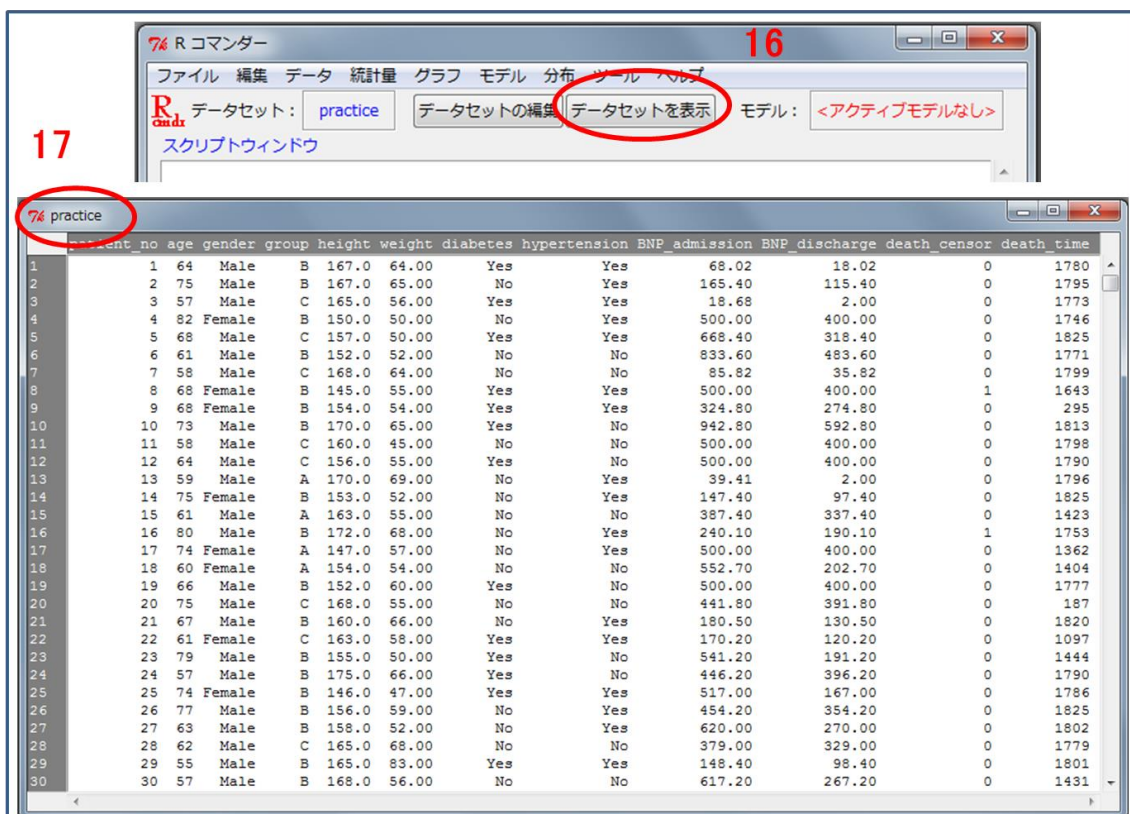 R コマンダー
16
ファイル 編集 データ 統計量 グラフ モデル 分布 ツール ヘルプ
Rcmdr データセット: practice データセットの編集 データセットを表示 モデル: <アクティブモデルなし>
17
スクリプトウィンドウ
practice
patient_no age gender group height weight diabetes hypertension BNP_admission BNP_discharge death_censor death_time
1 1 64 Male B 167.0 64.00 Yes Yes 68.02 18.02 0 1780
2 2 75 Male B 167.0 65.00 No Yes 165.40 115.40 0 1795
3 3 57 Male C 165.0 56.00 Yes Yes 18.68 2.00 0 1773
4 4 82 Female B 150.0 50.00 No Yes 500.00 400.00 0 1746
5 5 68 Male C 157.0 50.00 Yes Yes 668.40 318.40 0 1825
6 6 61 Male B 152.0 52.00 No No 833.60 483.60 0 1771
7 7 58 Male C 168.0 64.00 No No 85.82 35.82 0 1799
8 8 68 Female B 145.0 55.00 Yes Yes 500.00 400.00 1 1643
9 9 68 Female B 154.0 54.00 Yes Yes 324.80 274.80 0 295
10 10 73 Male B 170.0 65.00 Yes No 942.80 592.80 0 1813
11 11 58 Male C 160.0 45.00 No No 500.00 400.00 0 1798
12 12 64 Male C 156.0 55.00 Yes No 500.00 400.00 0 1790
13 13 59 Male A 170.0 69.00 No Yes 39.41 2.00 0 1796
14 14 75 Female B 153.0 52.00 No Yes 147.40 97.40 0 1825
15 15 61 Male A 163.0 55.00 No No 387.40 337.40 0 1423
16 16 80 Male B 172.0 68.00 No Yes 240.10 190.10 1 1753
17 17 74 Female A 147.0 57.00 No Yes 500.00 400.00 0 1362
18 18 60 Female A 154.0 54.00 No No 552.70 202.70 0 1404
19 19 66 Male B 152.0 60.00 Yes No 500.00 400.00 0 1777
20 20 75 Male C 168.0 55.00 No No 441.80 391.80 0 187
21 21 67 Male B 160.0 66.00 No Yes 180.50 130.50 0 1820
22 22 61 Female C 163.0 58.00 Yes Yes 170.20 120.20 0 1097
23 23 79 Male B 155.0 50.00 Yes No 541.20 191.20 0 1444
24 24 57 Male B 175.0 66.00 Yes No 446.20 396.20 0 1790
25 25 74 Female B 146.0 47.00 Yes Yes 517.00 167.00 0 1786
26 26 77 Male B 156.0 59.00 No Yes 454.20 354.20 0 1825
27 27 63 Male B 158.0 52.00 No Yes 620.00 270.00 0 1802
28 28 62 Male C 165.0 68.00 No No 379.00 329.00 0 1779
29 29 55 Male B 165.0 83.00 Yes Yes 148.40 98.40 0 1801
30 30 57 Male B 168.0 56.00 No No 617.20 267.20 0 1431